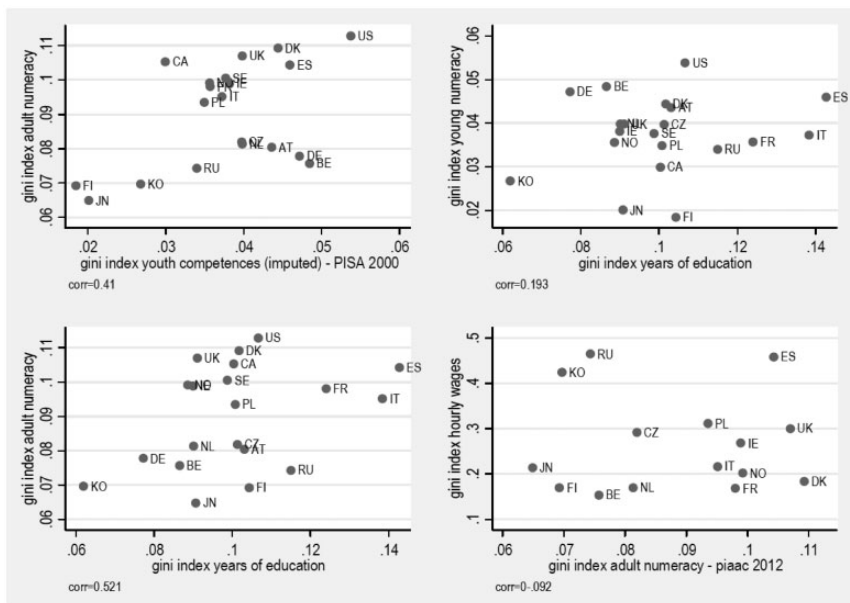 gini index adult numeracy
.06 .07 .08 .09 .1 .11
US
DK
UK
CA
ES
SE
IE
IT
PL
CZ
NL
AT
DE
BE
RU
FI
KO
JN
.02 .03 .04 .05 .06
gini index youth competences (imputed) - PISA 2000
corr=0.41
gini index young numeracy
.02 .03 .04 .05 .06
US
BE
DE
ES
DK
AT
NL UK
CZ
IE
SE
IT
NO
PL
FR
RU
CA
KO
JN
FI
.06 .08 .1 .12 .14
gini index years of education
corr=0.193
gini index adult numeracy
.06 .07 .08 .09 .1 .11
US
DK
UK
CA
ES
SE
NO
IE
FR
IT
PL
NL
CZ
AT
DE
BE
RU
KO
FI
JN
.06 .08 .1 .12 .14
gini index years of education
corr=0.521
gini index hourly wages
.1 .2 .3 .4 .5
RU
ES
KO
PL
UK
CZ
IE
JN
IT
NO
FI
NL
FR
DK
BE
.06 .07 .08 .09 .1 .11
gini index adult numeracy - piaac 2012
corr=0-.092